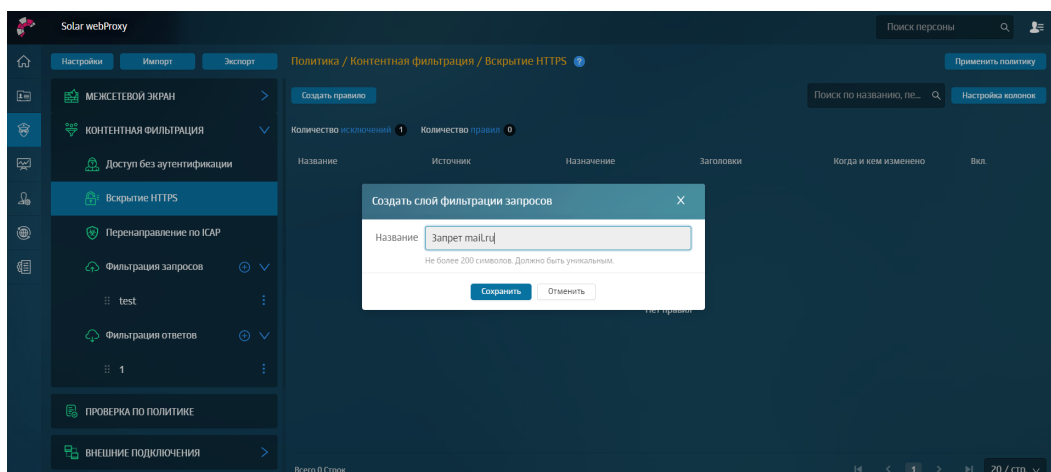 Solar webProxy
Поиск персоны
Настройки Импорт Экспорт
Политика / Контентная фильтрация / Вскрытие HTTPS ?
Применить политику
МЕЖСЕТЕВОЙ ЭКРАН
Создать правило
Поиск по названию, пе...
Настройка колонок
КОНТЕНТНАЯ ФИЛЬТРАЦИЯ
Количество исключений 1 Количество правил 0
Доступ без аутентификации
Название Источник Назначение Заголовки Когда и кем изменено Вкл.
Вскрытие HTTPS
Создать слой фильтрации запросов X
Перенаправление по ICAP
Название Запрет mail.ru
Не более 200 символов. Должно быть уникальным.
Фильтрация запросов
Сохранить Отменить
test
Нет правил
Фильтрация ответов
1
ПРОВЕРКА ПО ПОЛИТИКЕ
ВНЕШНИЕ ПОДКЛЮЧЕНИЯ
Всего 0 Строк
1 20 / стр.